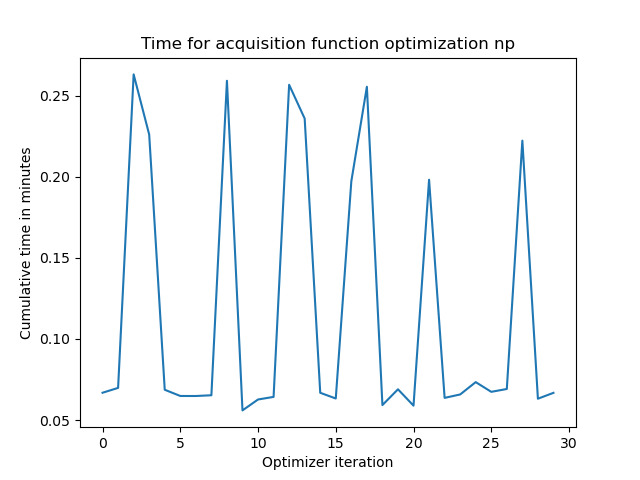 Time for acquisition function optimization np
Cumulative time in minutes
0.25
0.20
0.15
0.10
0.05
0 5 10 15 20 25 30
Optimizer iteration